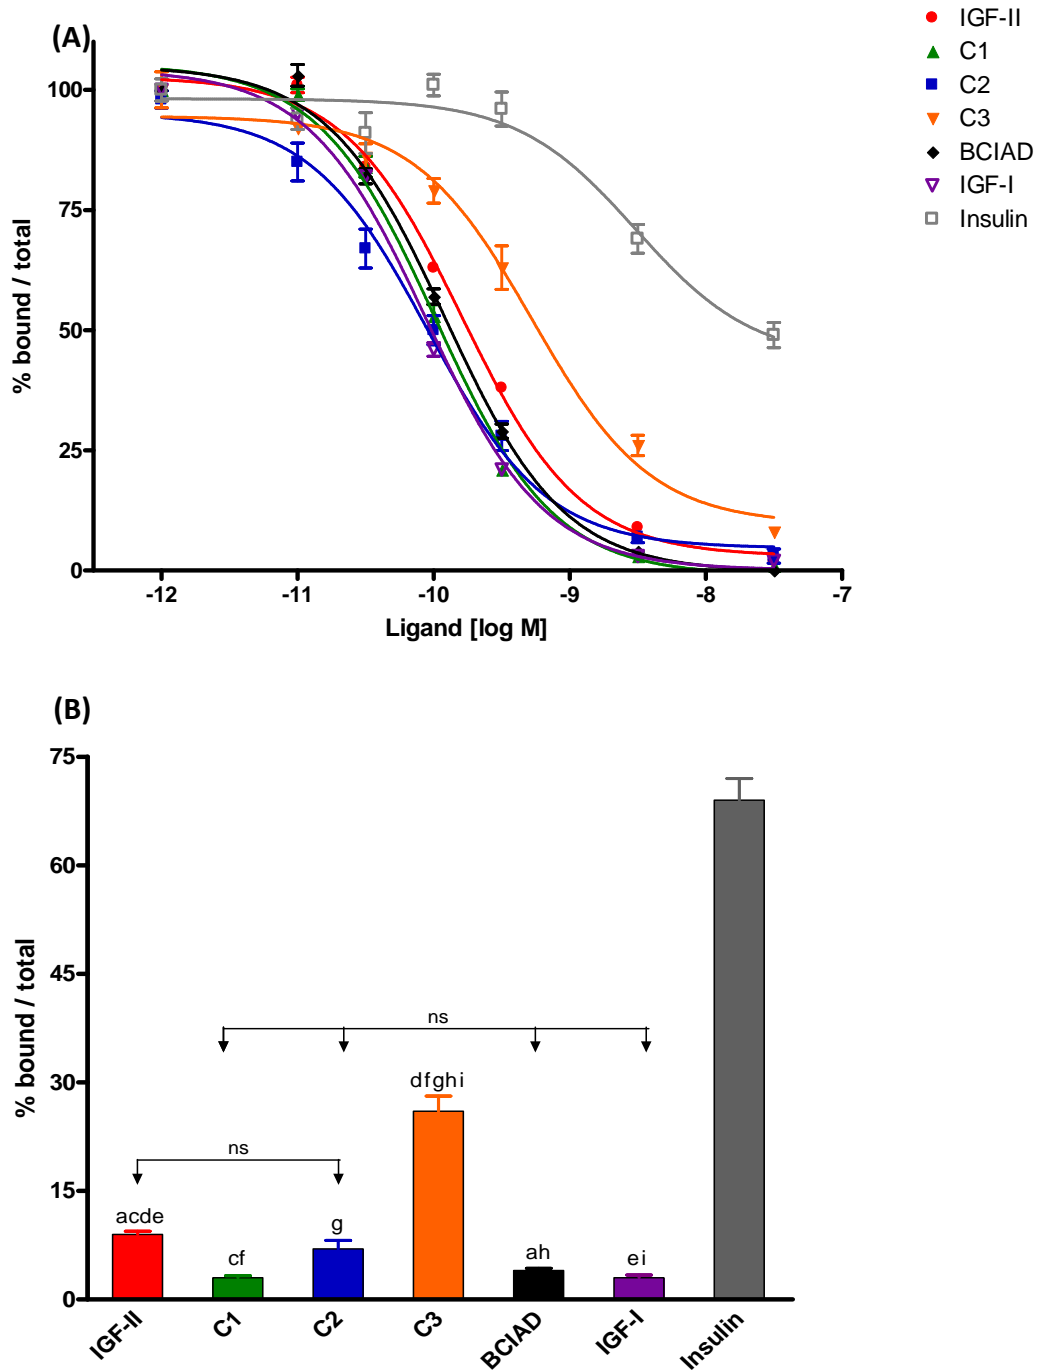 (A)
IGF-II
C1
C2
C3
BCIAD
IGF-I
Insulin
% bound / total
100
75
50
25
0
-12 -11 -10 -9 -8 -7
Ligand [log M]
(B)
% bound / total
75
60
45
30
15
0
ns
dfghi
ns
acde
g
cf
ah
ei
IGF-II C1 C2 C3 BCIAD IGF-I Insulin